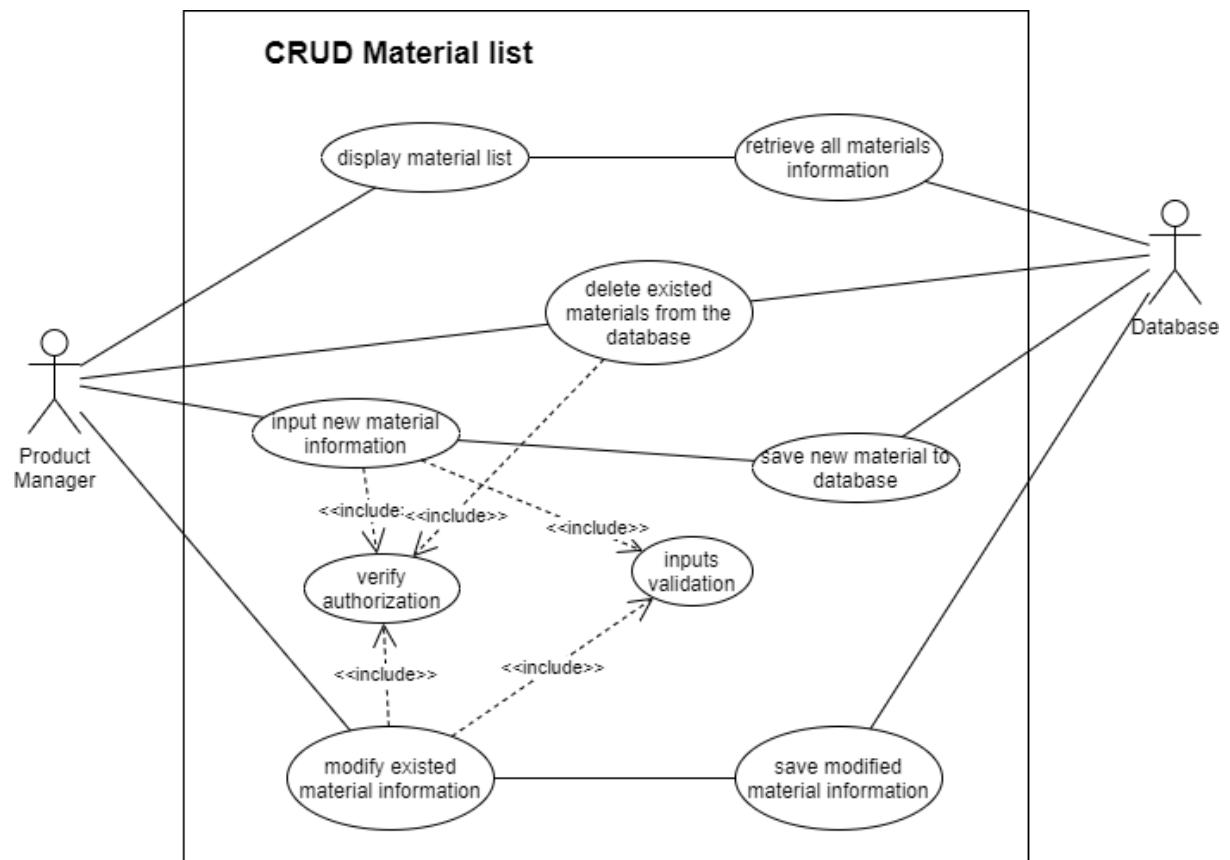 CRUD Material list
display material list
retrieve all materials
information
delete existed
materials from the
database
Database
Product
Manager
input new material
information
save new material to
database
<<include>>
<<include>>
<<include>>
verify
authorization
inputs
validation
<<include>>
<<include>>
modify existed
material information
save modified
material information